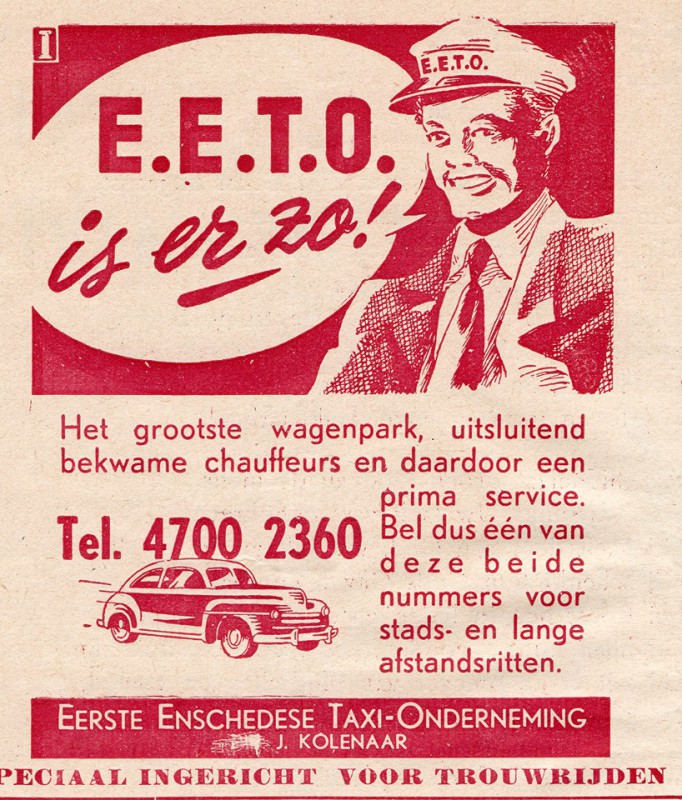 1
E.E.T.O.
E.E.T.O.
is er zo!
Het grootste wagenpark, uitsluitend
bekwame chauffeurs en daardoor een
prima service.
Tel. 4700 2360
Bel dus één van
deze beide
nummers voor
stads- en lange
afstandsritten.
EERSTE ENSCHEDESE TAXI-ONDERNEMING
J. KOLENAAR
PECIAAL INGERICHT VOOR TROUWRIJDEN